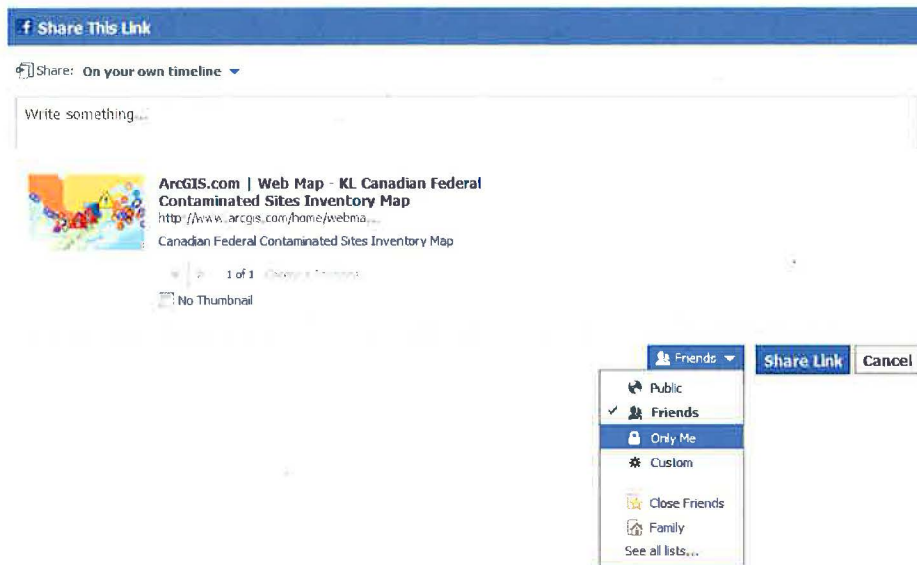 f Share This Link
Share: On your own timeline
Write something...
ArcGIS.com | Web Map - KL Canadian Federal
Contaminated Sites Inventory Map
http://www.arcgis.com/home/webma...
Canadian Federal Contaminated Sites Inventory Map
1 of 1
No Thumbnail
Friends Share Link Cancel
Public
Friends
Only Me
Custom
Close Friends
Family
See all lists...